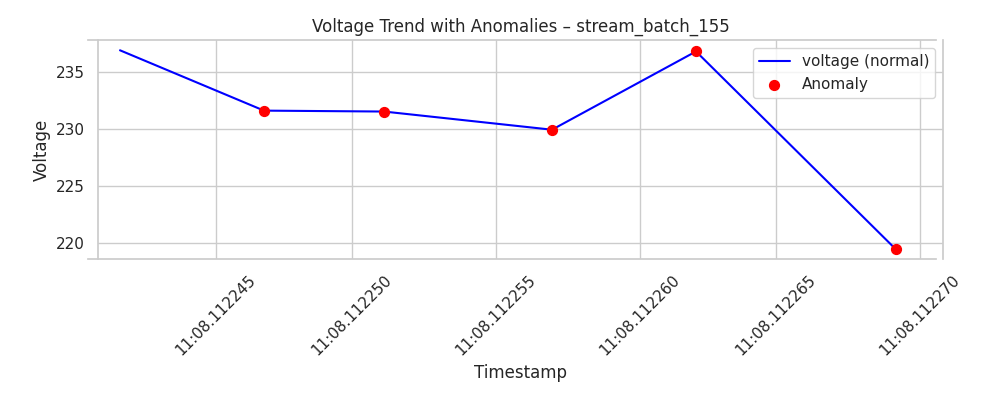 Voltage Trend with Anomalies – stream_batch_155
voltage (normal)
Anomaly
Voltage
235
230
225
220
11:08.112245
11:08.112250
11:08.112255
11:08.112260
11:08.112265
11:08.112270
Timestamp